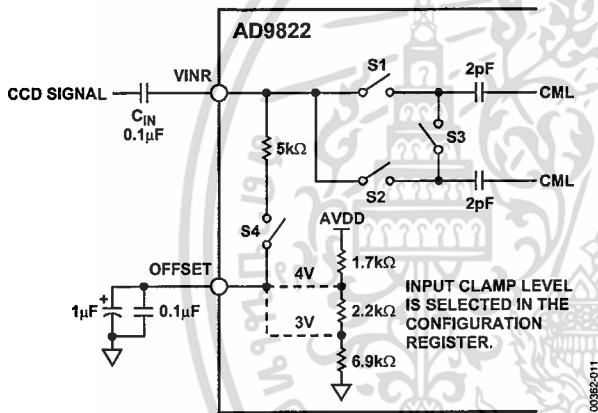 AD9822
VINR
S1
2pF
CCD SIGNAL
CML
CIN
0.1µF
5kΩ
S3
S2
CML
2pF
S4
AVDD
1.7kΩ
OFFSET
4V
INPUT CLAMP LEVEL
IS SELECTED IN THE
CONFIGURATION
REGISTER.
+
1µF
0.1µF
2.2kΩ
3V
6.9kΩ
00362-011